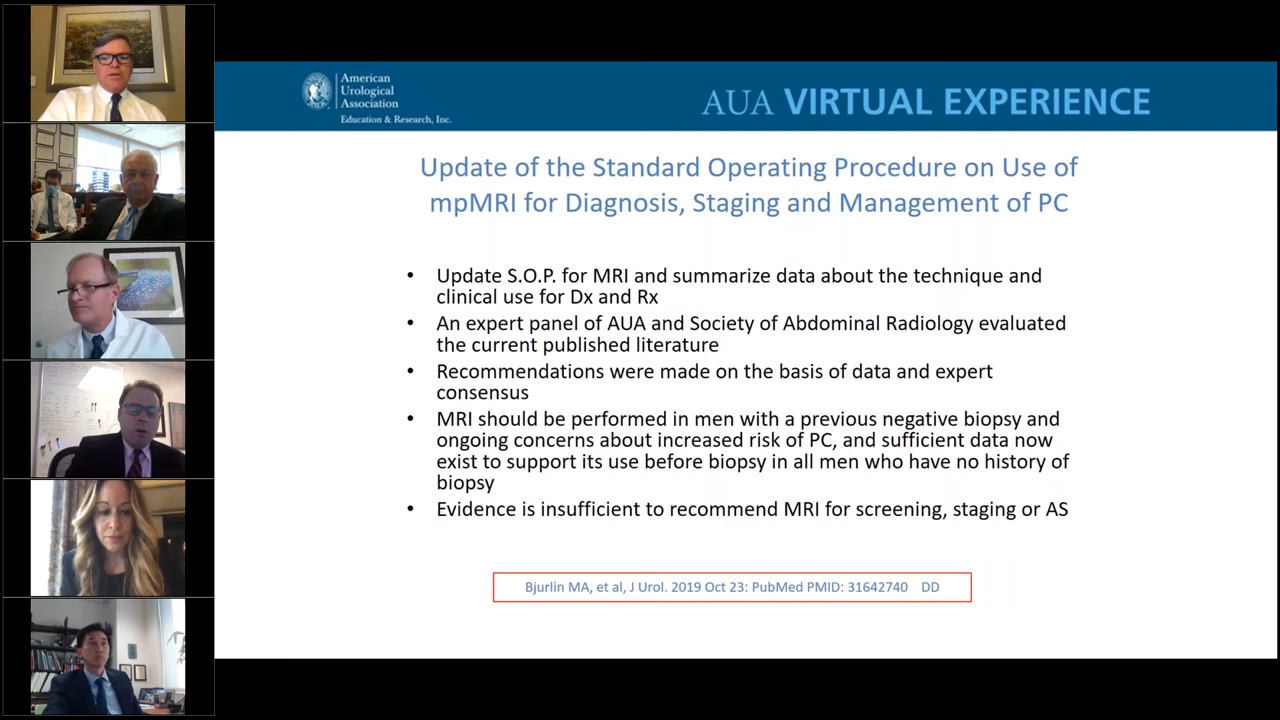 American
Urological
Association
Education & Research, Inc.
AUA VIRTUAL EXPERIENCE
Update of the Standard Operating Procedure on Use of
mpMRI for Diagnosis, Staging and Management of PC
• Update S.O.P. for MRI and summarize data about the technique and
clinical use for Dx and Rx
• An expert panel of AUA and Society of Abdominal Radiology evaluated
the current published literature
• Recommendations were made on the basis of data and expert
consensus
• MRI should be performed in men with a previous negative biopsy and
ongoing concerns about increased risk of PC, and sufficient data now
exist to support its use before biopsy in all men who have no history of
biopsy
• Evidence is insufficient to recommend MRI for screening, staging or AS
Bjurlin MA, et al, J Urol. 2019 Oct 23: PubMed PMID: 31642740 DD